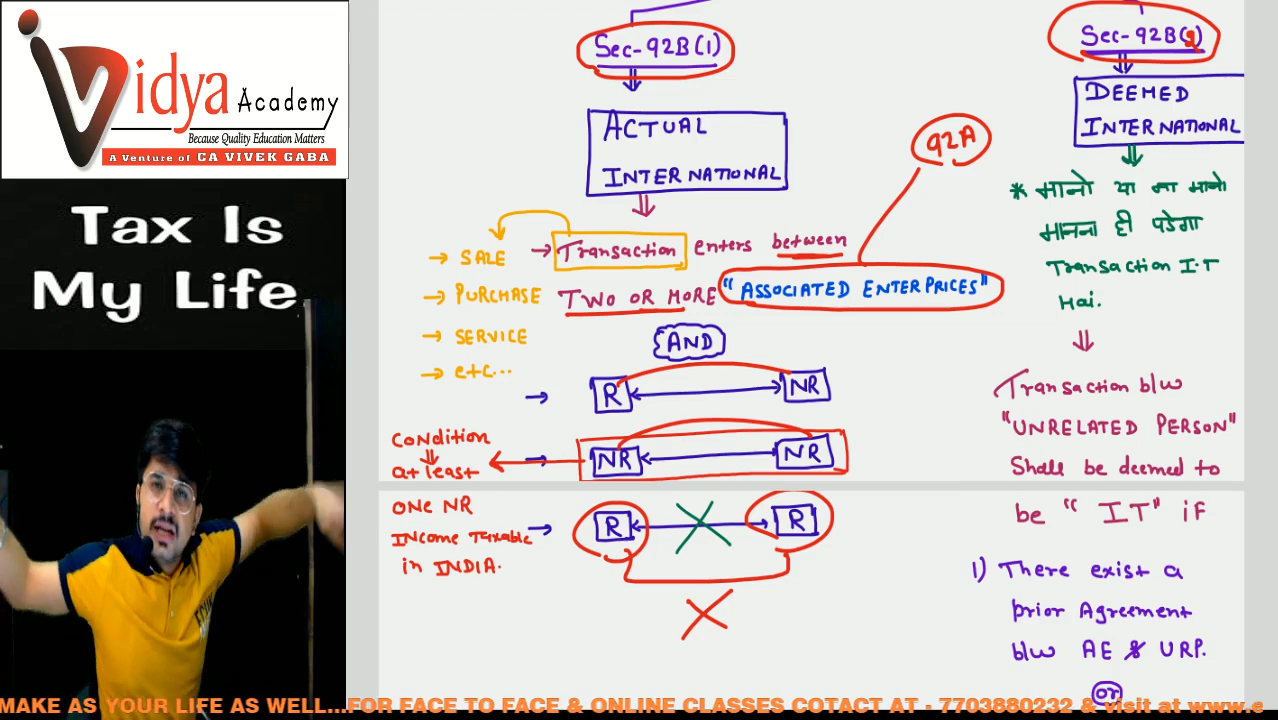 Vidya Academy
Because Quality Education Matters
A Venture of CA VIVEK GABA
Tax Is
My Life
Sec-92B(1)
ACTUAL
INTERNATIONAL
→ Transaction enters between
TWO OR MORE "ASSOCIATED ENTERPRICES"
92A
→ SALE
→ PURCHASE
→ SERVICE
→ etc...
AND
→ R NR
→ NR NR
→ R R
Condition
at least
ONE NR
Income Taxable
in INDIA.
Sec-92B(2)
DEEMED
INTERNATIONAL
* मानो या ना मानो
मानना ही पडेगा
Transaction I.T
Hai.
Transaction b/w
"UNRELATED PERSON"
Shall be deemed to
be "IT" if
1) There exist a
prior Agreement
b/w AE & URP.
or
MAKE AS YOUR LIFE AS WELL...FOR FACE TO FACE & ONLINE CLASSES COTACT AT - 7703880232 & visit at www.e